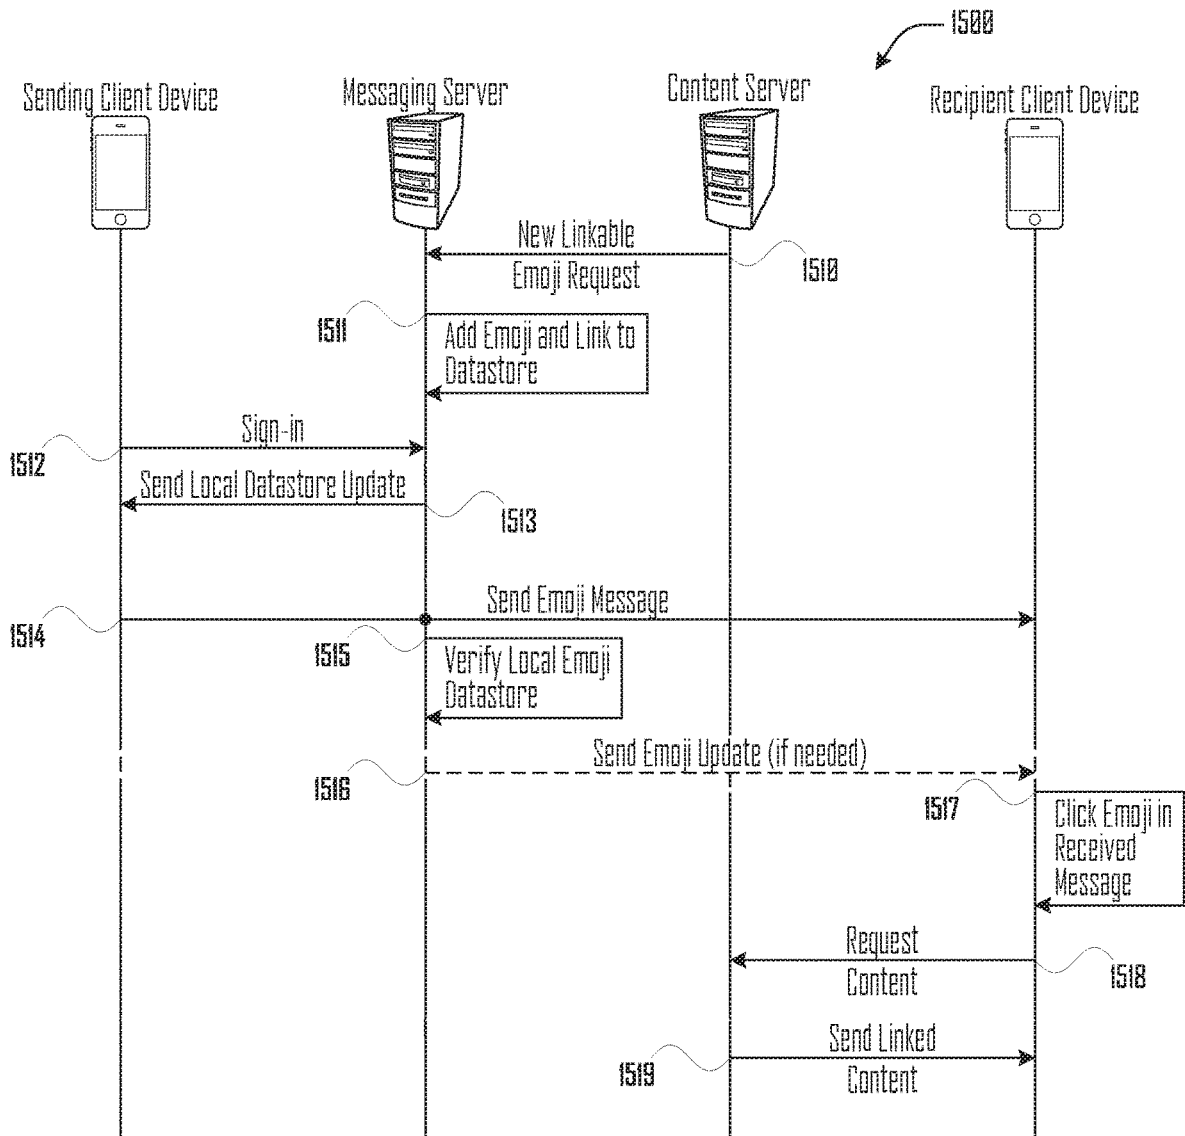 1500
Sending Client Device
Messaging Server
Content Server
Recipient Client Device
New Linkable
Emoji Request
1510
1511
Add Emoji and Link to
Datastore
Sign-in
1512
Send Local Datastore Update
1513
Send Emoji Message
1514
1515
Verify Local Emoji
Datastore
Send Emoji Update (if needed)
1516
1517
Click Emoji in
Received
Message
Request
Content
1518
Send Linked
Content
1519